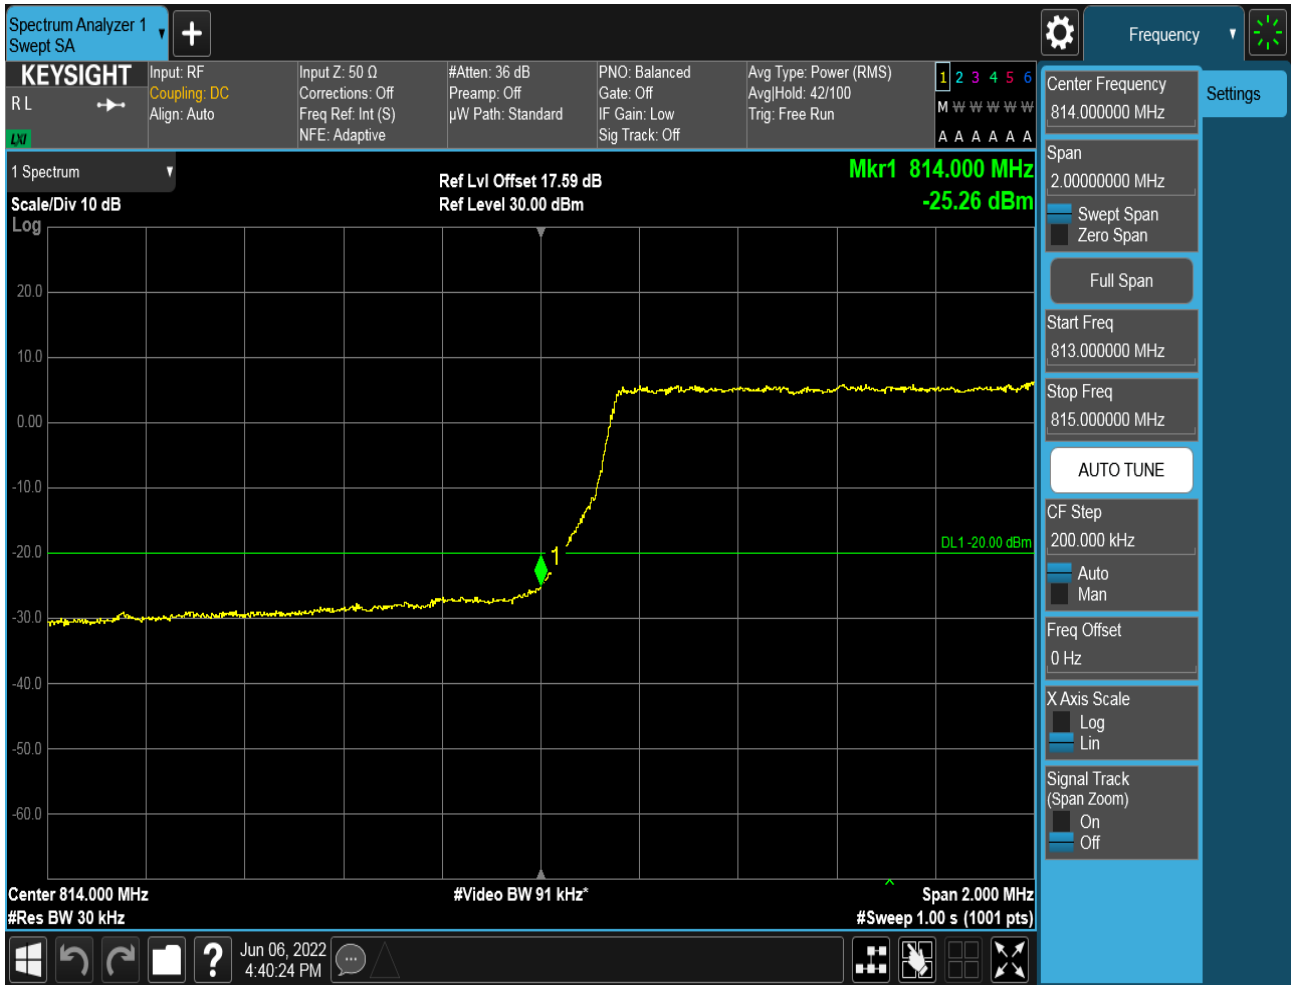 Spectrum Analyzer 1
Swept SA
Frequency
KEYSIGHT
R L
LXI
Input: RF
Coupling: DC
Align: Auto
Input Z: 50 Ω
Corrections: Off
Freq Ref: Int (S)
NFE: Adaptive
#Atten: 36 dB
Preamp: Off
µW Path: Standard
PNO: Balanced
Gate: Off
IF Gain: Low
Sig Track: Off
Avg Type: Power (RMS)
Avg|Hold: 42/100
Trig: Free Run
1 2 3 4 5 6
M W W W W W
A A A A A A
1 Spectrum
Scale/Div 10 dB
Log
Ref Lvl Offset 17.59 dB
Ref Level 30.00 dBm
Mkr1 814.000 MHz
-25.26 dBm
20.0
10.0
0.00
-10.0
-20.0
-30.0
-40.0
-50.0
-60.0
1
DL1 -20.00 dBm
Center 814.000 MHz
#Res BW 30 kHz
#Video BW 91 kHz*
Span 2.000 MHz
#Sweep 1.00 s (1001 pts)
Center Frequency
814.000000 MHz
Span
2.00000000 MHz
Swept Span
Zero Span
Full Span
Start Freq
813.000000 MHz
Stop Freq
815.000000 MHz
AUTO TUNE
CF Step
200.000 kHz
Auto
Man
Freq Offset
0 Hz
X Axis Scale
Log
Lin
Signal Track
(Span Zoom)
On
Off
Settings
?
Jun 06, 2022
4:40:24 PM